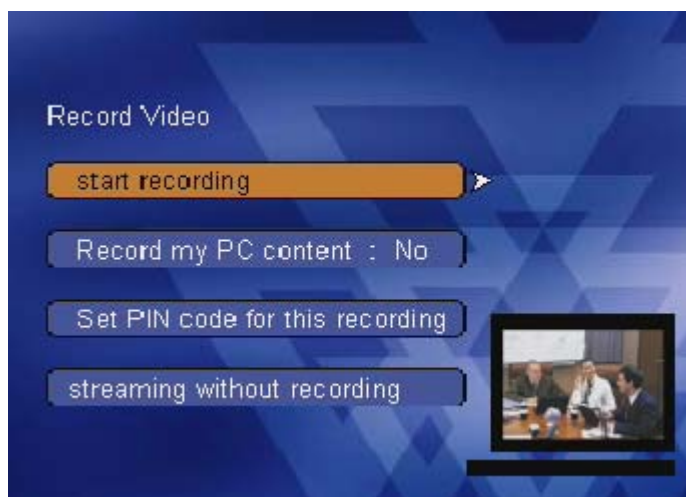 Record Video
start recording
Record my PC content : No
Set PIN code for this recording
streaming without recording